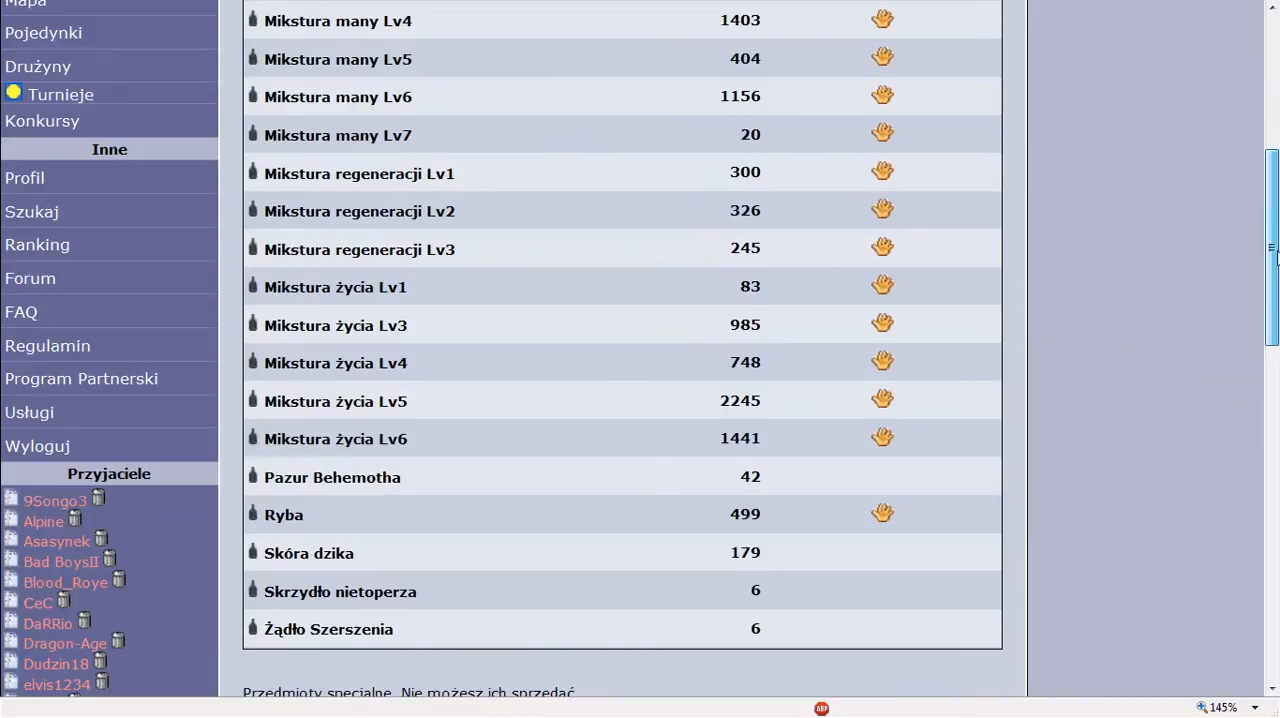 Mapa
Pojedynki
Drużyny
Turnieje
Konkursy
Inne
Profil
Szukaj
Ranking
Forum
FAQ
Regulamin
Program Partnerski
Usługi
Wyloguj
Przyjaciele
9Songo3
Alpine
Asasynek
Bad BoysII
Blood_Roye
CeC
DaRRio
Dragon-Age
Dudzin18
elvis1234
Mikstura many Lv4 1403
Mikstura many Lv5 404
Mikstura many Lv6 1156
Mikstura many Lv7 20
Mikstura regeneracji Lv1 300
Mikstura regeneracji Lv2 326
Mikstura regeneracji Lv3 245
Mikstura życia Lv1 83
Mikstura życia Lv3 985
Mikstura życia Lv4 748
Mikstura życia Lv5 2245
Mikstura życia Lv6 1441
Pazur Behemotha 42
Ryba 499
Skóra dzika 179
Skrzydło nietoperza 6
Żądło Szerszenia 6
Przedmioty specjalne. Nie możesz ich sprzedać
ABP
145%